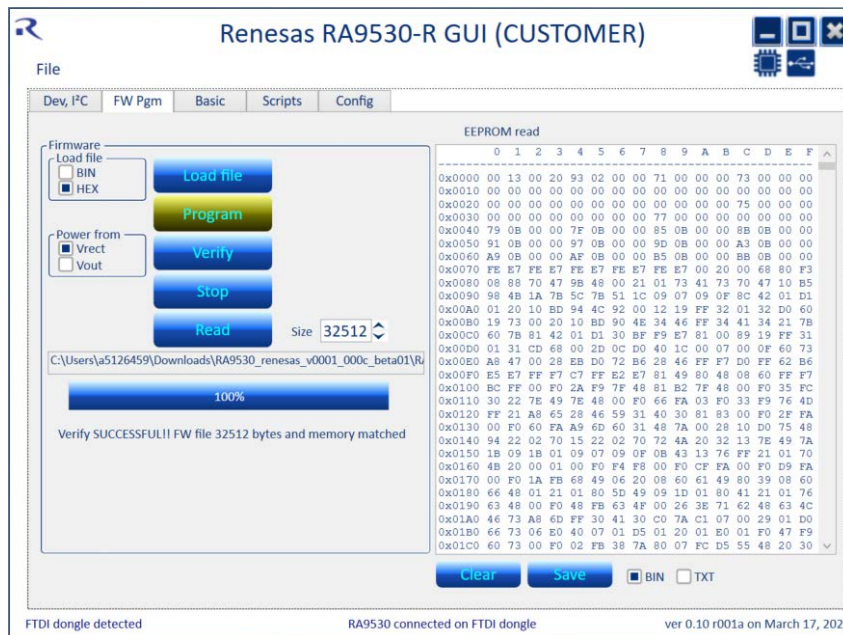 Renesas RA9530-R GUI (CUSTOMER)
File
Dev, I²C
FW Pgm
Basic
Scripts
Config
Firmware
Load file
BIN
HEX
Load file
Program
Power from
Vrect
Vout
Verify
Stop
Read
Size 32512
C:\Users\a5126459\Downloads\RA9530_renesas_v0001_000c_beta01\R
100%
Verify SUCCESSFUL!! FW file 32512 bytes and memory matched
EEPROM read
0 1 2 3 4 5 6 7 8 9 A B C D E F
0x0000 00 13 00 20 93 02 00 00 71 00 00 00 73 00 00 00
0x0010 00 00 00 00 00 00 00 00 00 00 00 00 00 00 00 00
0x0020 00 00 00 00 00 00 00 00 00 00 00 00 75 00 00 00
0x0030 00 00 00 00 00 00 00 00 77 00 00 00 00 00 00 00
0x0040 79 0B 00 00 7F 0B 00 00 85 0B 00 00 8B 0B 00 00
0x0050 91 0B 00 00 97 0B 00 00 9D 0B 00 00 A3 0B 00 00
0x0060 A9 0B 00 00 AF 0B 00 00 B5 0B 00 00 BB 0B 00 00
0x0070 FE E7 FE E7 FE E7 FE E7 FE E7 00 20 00 68 80 F3
0x0080 08 88 70 47 9B 48 00 21 01 73 41 73 70 47 10 B5
0x0090 98 4B 1A 7B 5C 7B 51 1C 09 07 09 0F 8C 42 01 D1
0x00A0 01 20 10 BD 94 4C 92 00 12 19 FF 32 01 32 D0 60
0x00B0 19 73 00 20 10 BD 90 4E 34 46 FF 34 41 34 21 7B
0x00C0 60 7B 81 42 01 D1 30 BF F9 E7 81 00 89 19 FF 31
0x00D0 01 31 CD 68 00 2D 0C D0 40 1C 00 07 00 0F 60 73
0x00E0 A8 47 00 28 EB D0 72 B6 28 46 FF F7 D0 FF 62 B6
0x00F0 E5 E7 FF F7 C7 FF E2 E7 81 49 80 48 08 60 FF F7
0x0100 BC FF 00 F0 2A F9 7F 48 81 B2 7F 48 00 F0 35 FC
0x0110 30 22 7E 49 7E 48 00 F0 66 FA 03 F0 33 F9 76 4D
0x0120 FF 21 A8 65 28 46 59 31 40 30 81 83 00 F0 2F FA
0x0130 00 F0 60 FA A9 6D 60 31 48 7A 00 28 10 D0 75 48
0x0140 94 22 02 70 15 22 02 70 72 4A 20 32 13 7E 49 7A
0x0150 1B 09 1B 01 09 07 09 0F 0B 43 13 76 FF 21 01 70
0x0160 4B 20 00 01 00 F0 F4 F8 00 F0 CF FA 00 F0 D9 FA
0x0170 00 F0 1A FB 68 49 06 20 08 60 61 49 80 39 08 60
0x0180 66 48 01 21 01 80 5D 49 09 1D 01 80 41 21 01 76
0x0190 63 48 00 F0 48 FB 63 4F 00 26 3E 71 62 48 63 4C
0x01A0 46 73 A8 6D FF 30 41 30 C0 7A C1 07 00 29 01 D0
0x01B0 66 73 06 E0 40 07 01 D5 01 20 01 E0 01 F0 47 F9
0x01C0 60 73 00 F0 02 FB 38 7A 80 07 FC D5 55 48 20 30
Clear
Save
BIN
TXT
FTDI dongle detected
RA9530 connected on FTDI dongle
ver 0.10 r001a on March 17, 202